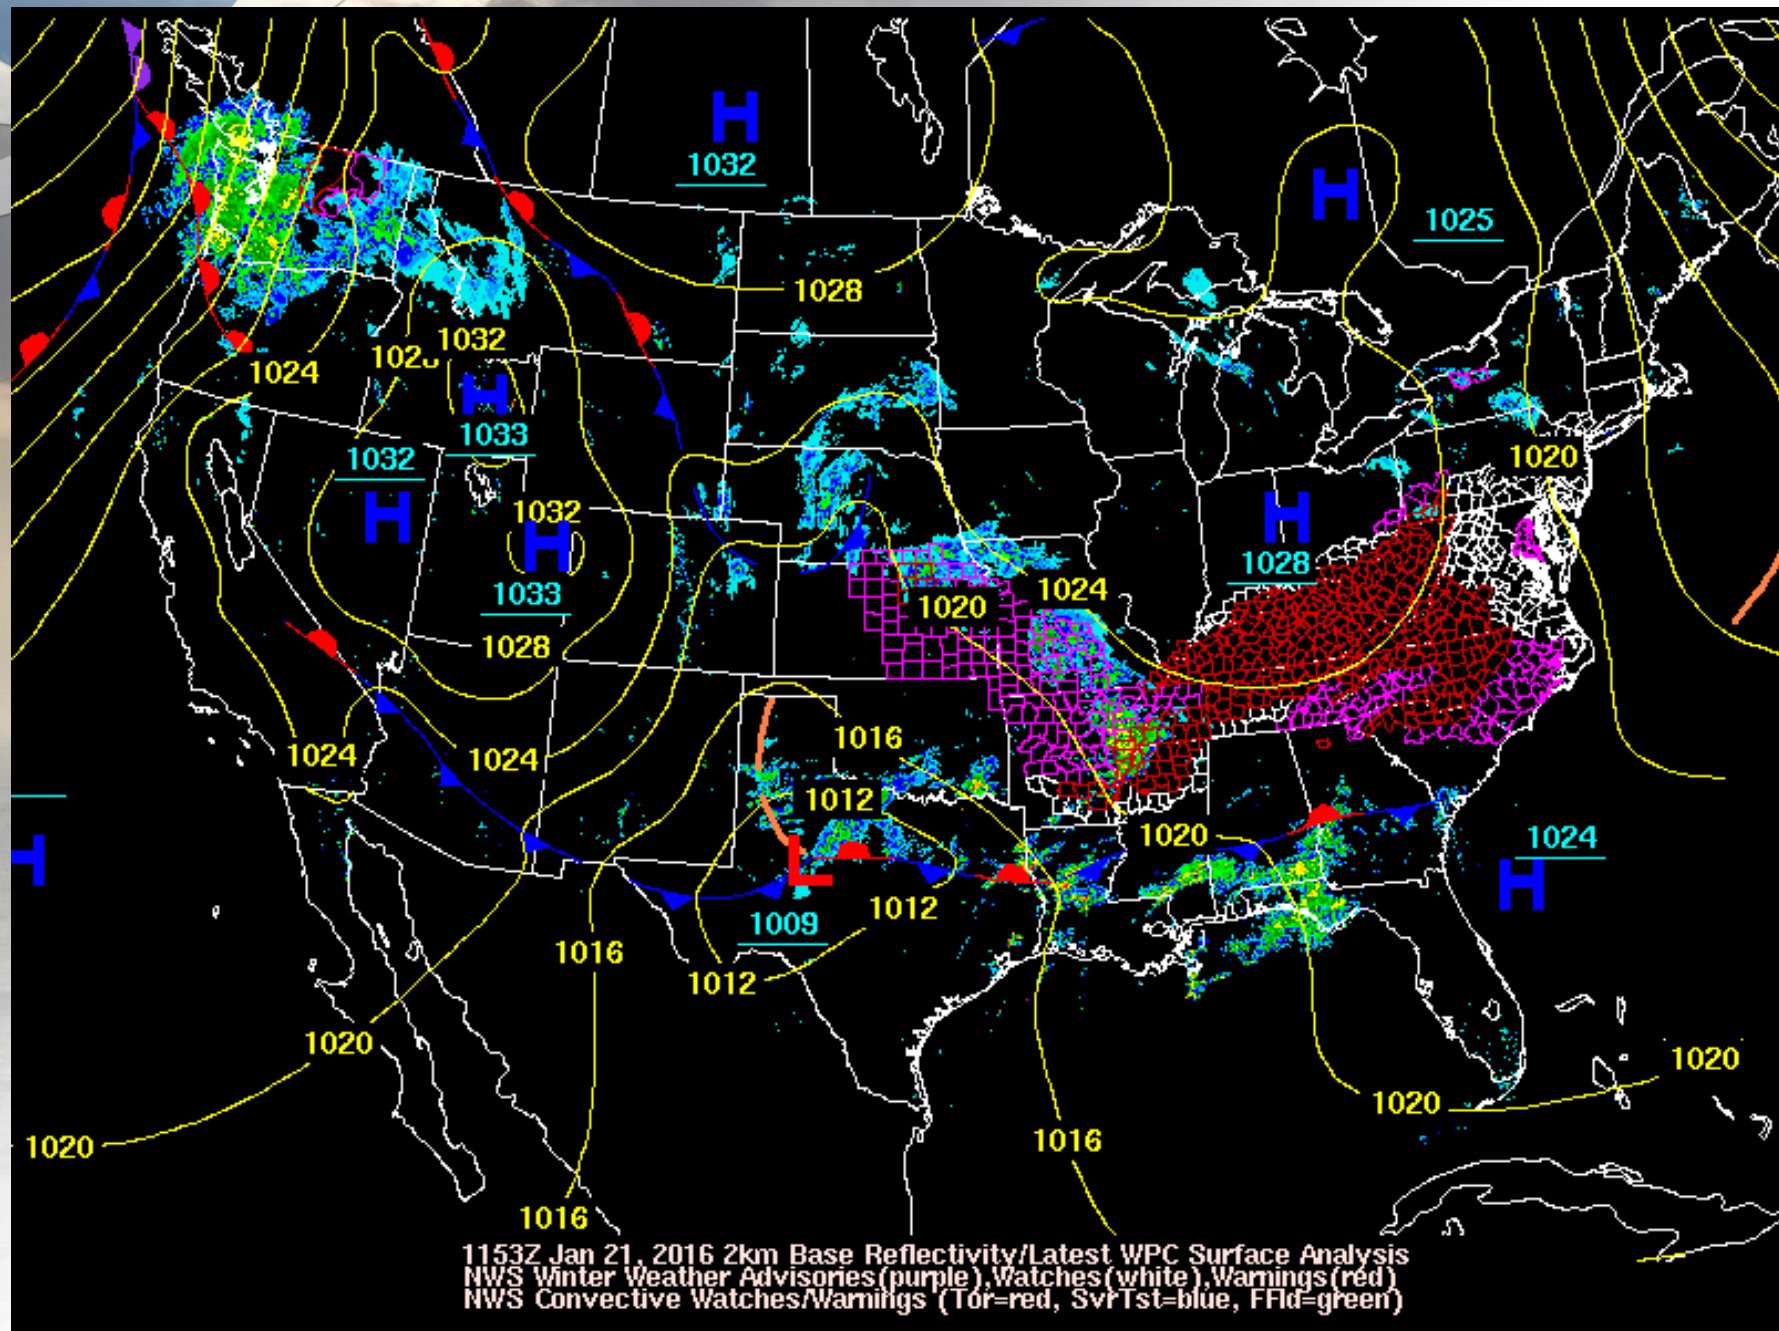 H
1032
H
1025
1028
1032
1024
H
1033
1032
1020
H
1032
H
H
1028
1033
1024
1020
1028
1016
1024
1024
1012
1020
1024
H
L
H
1012
1009
1016
1012
1020
1020
1020
1016
1020
1016
1153Z Jan 21, 2016 2km Base Reflectivity/Latest WPC Surface Analysis
NWS Winter Weather Advisories(purple),Watches(white),Warnings(red)
NWS Convective Watches/Warnings (Tor=red, SvrTst=blue, FFld=green)